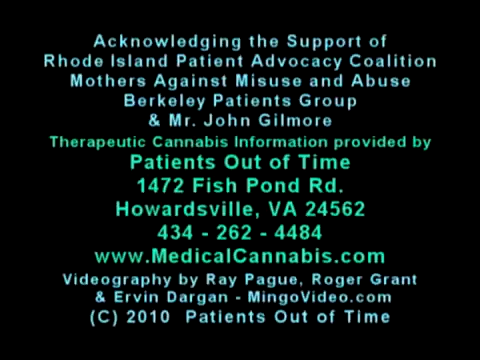 Acknowledging the Support of
Rhode Island Patient Advocacy Coalition
Mothers Against Misuse and Abuse
Berkeley Patients Group
& Mr. John Gilmore
Therapeutic Cannabis Information provided by
Patients Out of Time
1472 Fish Pond Rd.
Howardsville, VA 24562
434 - 262 - 4484
www.MedicalCannabis.com
Videography by Ray Pague, Roger Grant
& Ervin Dargan - MingoVideo.com
(C) 2010 Patients Out of Time